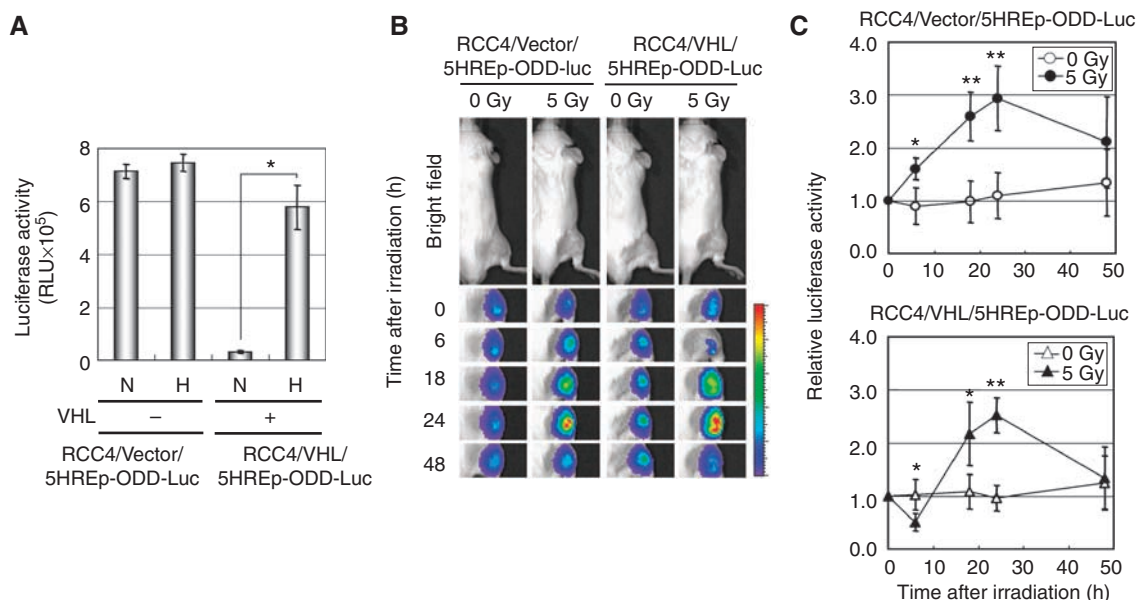 A
Luciferase activity
(RLU×10⁵)
8
6
4
2
0
*
N H N H
VHL – +
RCC4/Vector/
5HREp-ODD-Luc
RCC4/VHL/
5HREp-ODD-Luc
B
RCC4/Vector/
5HREp-ODD-luc
RCC4/VHL/
5HREp-ODD-Luc
0 Gy 5 Gy 0 Gy 5 Gy
Bright field
Time after irradiation (h)
0
6
18
24
48
C
Relative luciferase activity
RCC4/Vector/5HREp-ODD-Luc
4.0
3.0
2.0
1.0
0.0
0 Gy
5 Gy
*
**
**
0 10 20 30 40 50
RCC4/VHL/5HREp-ODD-Luc
4.0
3.0
2.0
1.0
0.0
0 Gy
5 Gy
*
*
**
0 10 20 30 40 50
Time after irradiation (h)